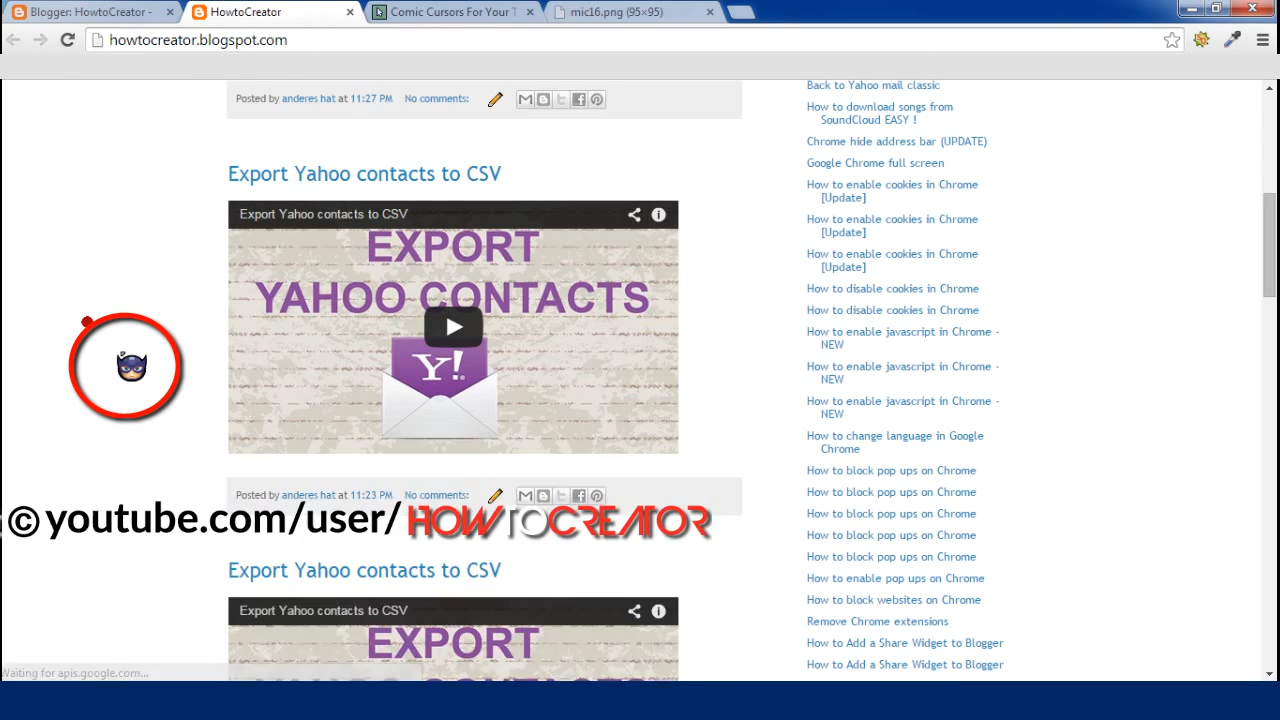 Blogger: HowtoCreator -
HowtoCreator
Comic Cursors For Your T
mic16.png (95×95)
howtocreator.blogspot.com
Posted by anderes hat at 11:27 PM No comments:
Export Yahoo contacts to CSV
Export Yahoo contacts to CSV
EXPORT
YAHOO CONTACTS
Y!
Posted by anderes hat at 11:23 PM No comments:
© youtube.com/user/HOWTOCREATOR
Export Yahoo contacts to CSV
Export Yahoo contacts to CSV
EXPORT
Waiting for apis.google.com...
Back to Yahoo mail classic
How to download songs from
SoundCloud EASY !
Chrome hide address bar (UPDATE)
Google Chrome full screen
How to enable cookies in Chrome
[Update]
How to enable cookies in Chrome
[Update]
How to enable cookies in Chrome
[Update]
How to disable cookies in Chrome
How to disable cookies in Chrome
How to enable javascript in Chrome -
NEW
How to enable javascript in Chrome -
NEW
How to enable javascript in Chrome -
NEW
How to change language in Google
Chrome
How to block pop ups on Chrome
How to block pop ups on Chrome
How to block pop ups on Chrome
How to block pop ups on Chrome
How to block pop ups on Chrome
How to enable pop ups on Chrome
How to block websites on Chrome
Remove Chrome extensions
How to Add a Share Widget to Blogger
How to Add a Share Widget to Blogger